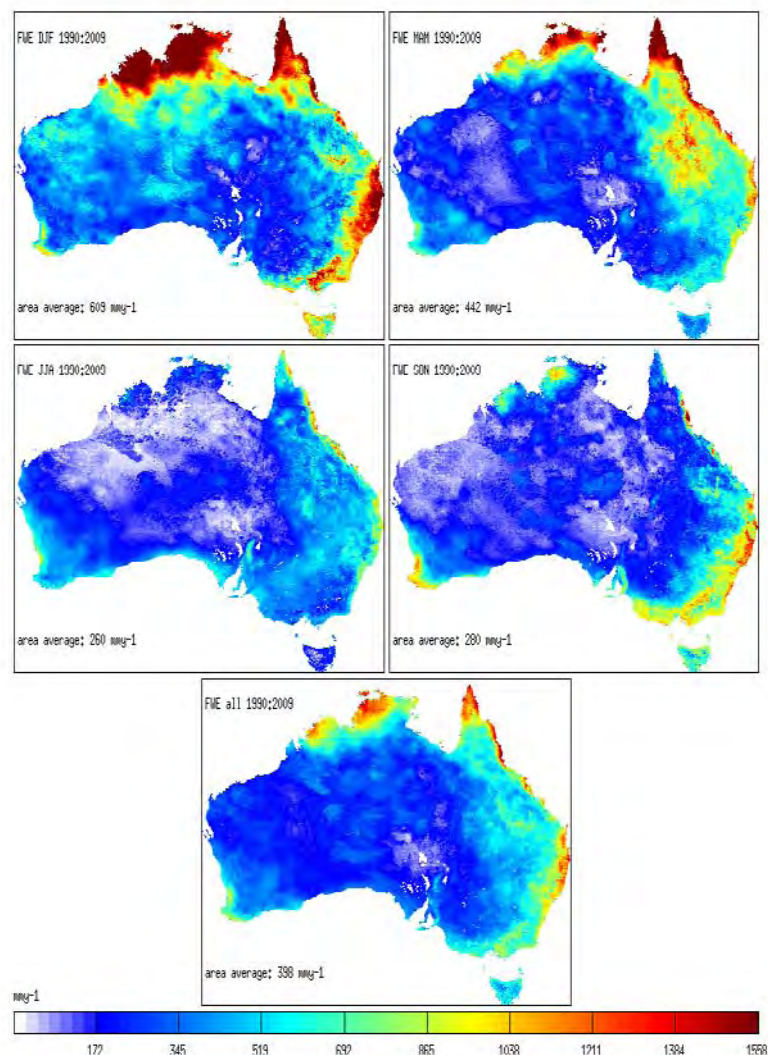 FWE DJF 1990:2009
area average: 609 mmy-1
FWE MAM 1990:2009
area average: 442 mmy-1
FWE JJA 1990:2009
area average: 260 mmy-1
FWE SON 1990:2009
area average: 280 mmy-1
FWE all 1990:2009
area average: 398 mmy-1
mmy-1
172 345 519 692 865 1038 1211 1384 1558